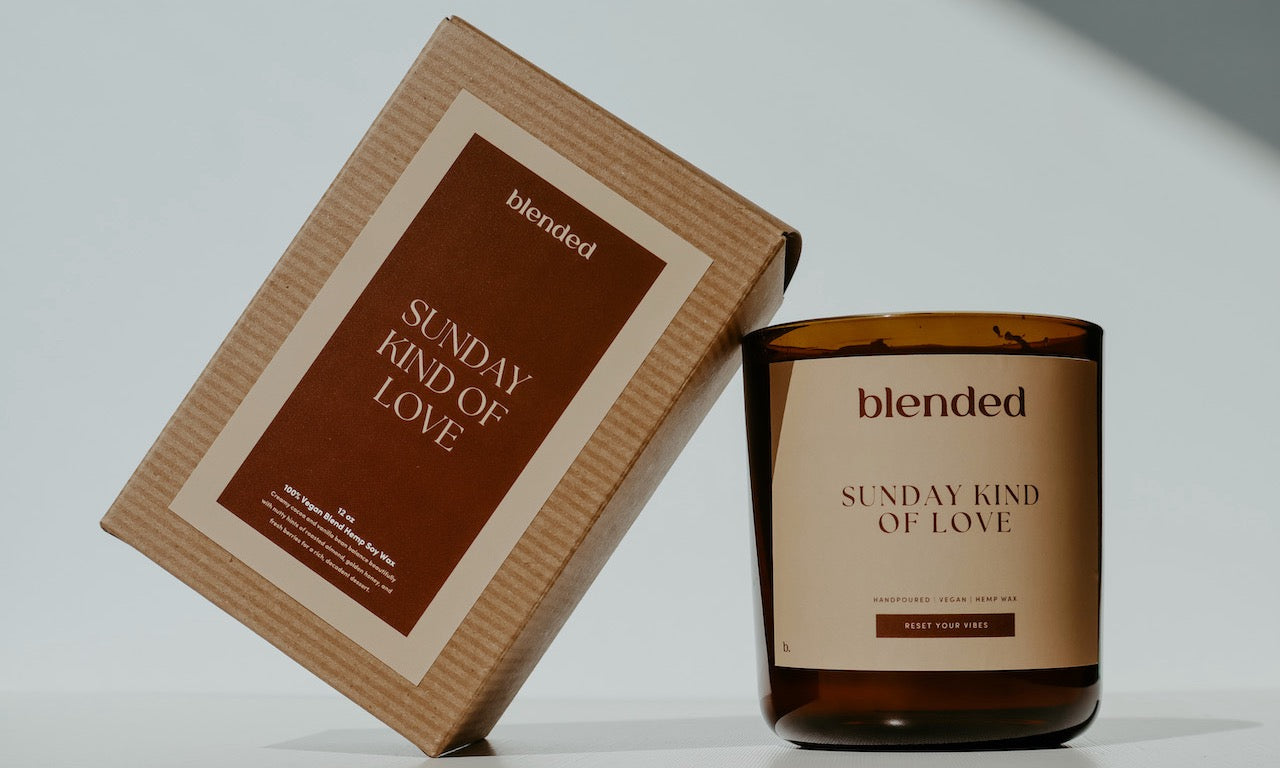 blended
SUNDAY
KIND OF
LOVE
12 oz
100% Vegan Blend Hemp Soy Wax
Creamy cocoa and vanilla bean balance beautifully
with nutty hints of roasted almond, golden honey, and
fresh berries for a rich, decadent dessert.
blended
SUNDAY KIND
OF LOVE
HANDPOURED | VEGAN | HEMP WAX
RESET YOUR VIBES
b.